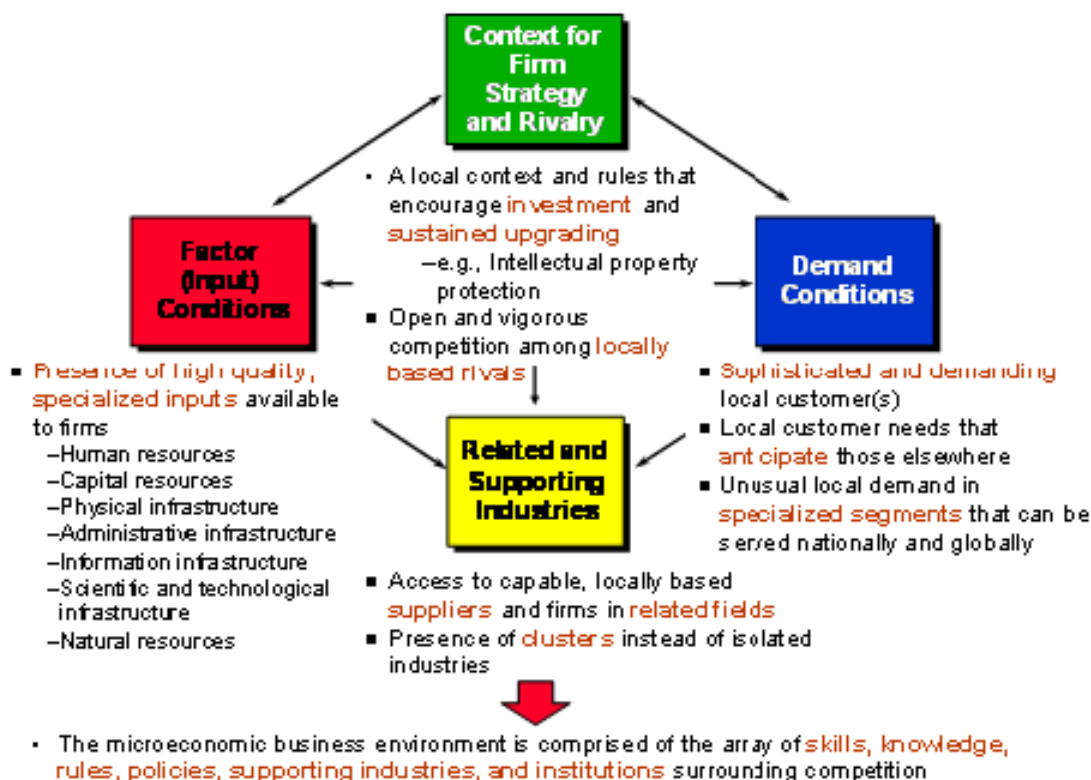 Context for
Firm
Strategy
and Rivalry
• A local context and rules that
encourage investment and
sustained upgrading
–e.g., Intellectual property
protection
■ Open and vigorous
competition among locally
based rivals
Factor
(Input)
Conditions
Demand
Conditions
■ Presence of high quality,
specialized inputs available
to firms
–Human resources
–Capital resources
–Physical infrastructure
–Administrative infrastructure
–Information infrastructure
–Scientific and technological
infrastructure
–Natural resources
Related and
Supporting
Industries
■ Sophisticated and demanding
local customer(s)
■ Local customer needs that
anticipate those elsewhere
■ Unusual local demand in
specialized segments that can be
served nationally and globally
■ Access to capable, locally based
suppliers and firms in related fields
■ Presence of clusters instead of isolated
industries
• The microeconomic business environment is comprised of the array of skills, knowledge,
rules, policies, supporting industries, and institutions surrounding competition